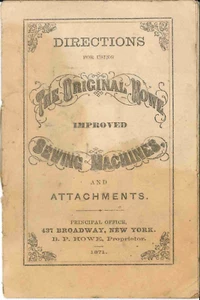 DIRECTIONS
FOR USING
THE ORIGINAL HOWE
IMPROVED
SEWING MACHINES,
AND
ATTACHMENTS.
PRINCIPAL OFFICE,
437 BROADWAY, NEW YORK.
B. P. HOWE, Proprietor.
1871.